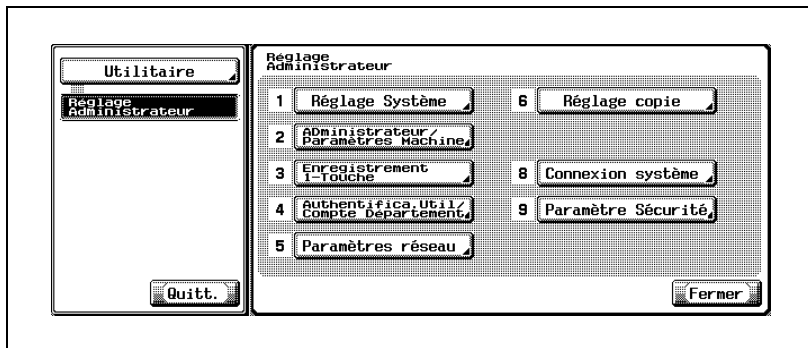 Utilitaire
Réglage
Administrateur
Quitt.
Réglage
Administrateur
1 Réglage Système
2 ADministrateur/
Paramètres Machine
3 Enregistrement
1-Touche
4 Authentifica.Util/
Compte Département
5 Paramètres réseau
6 Réglage copie
8 Connexion système
9 Paramètre Sécurité
Fermer